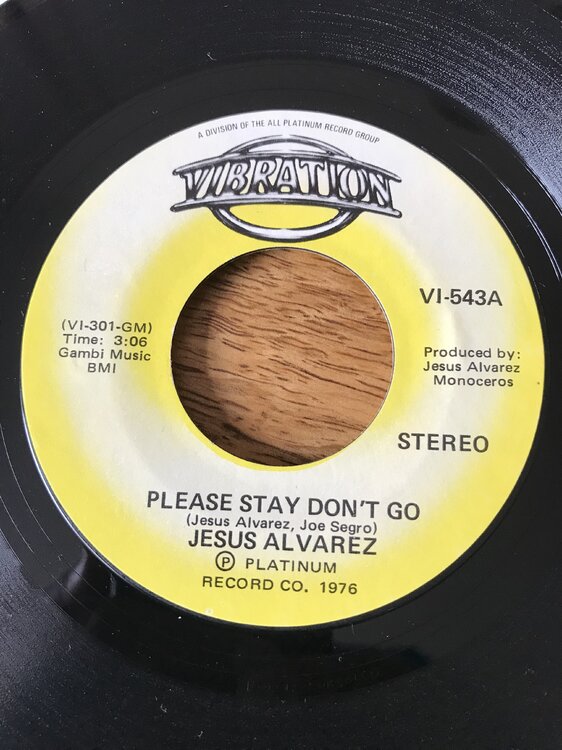 A DIVISION OF THE ALL PLATINUM RECORD GROUP
VIBRATION
VI-543A
(VI-301-GM)
Time: 3:06
Gambi Music
BMI
Produced by:
Jesus Alvarez
Monoceros
STEREO
PLEASE STAY DON'T GO
(Jesus Alvarez, Joe Segro)
JESUS ALVAREZ
Ⓟ PLATINUM
RECORD CO. 1976